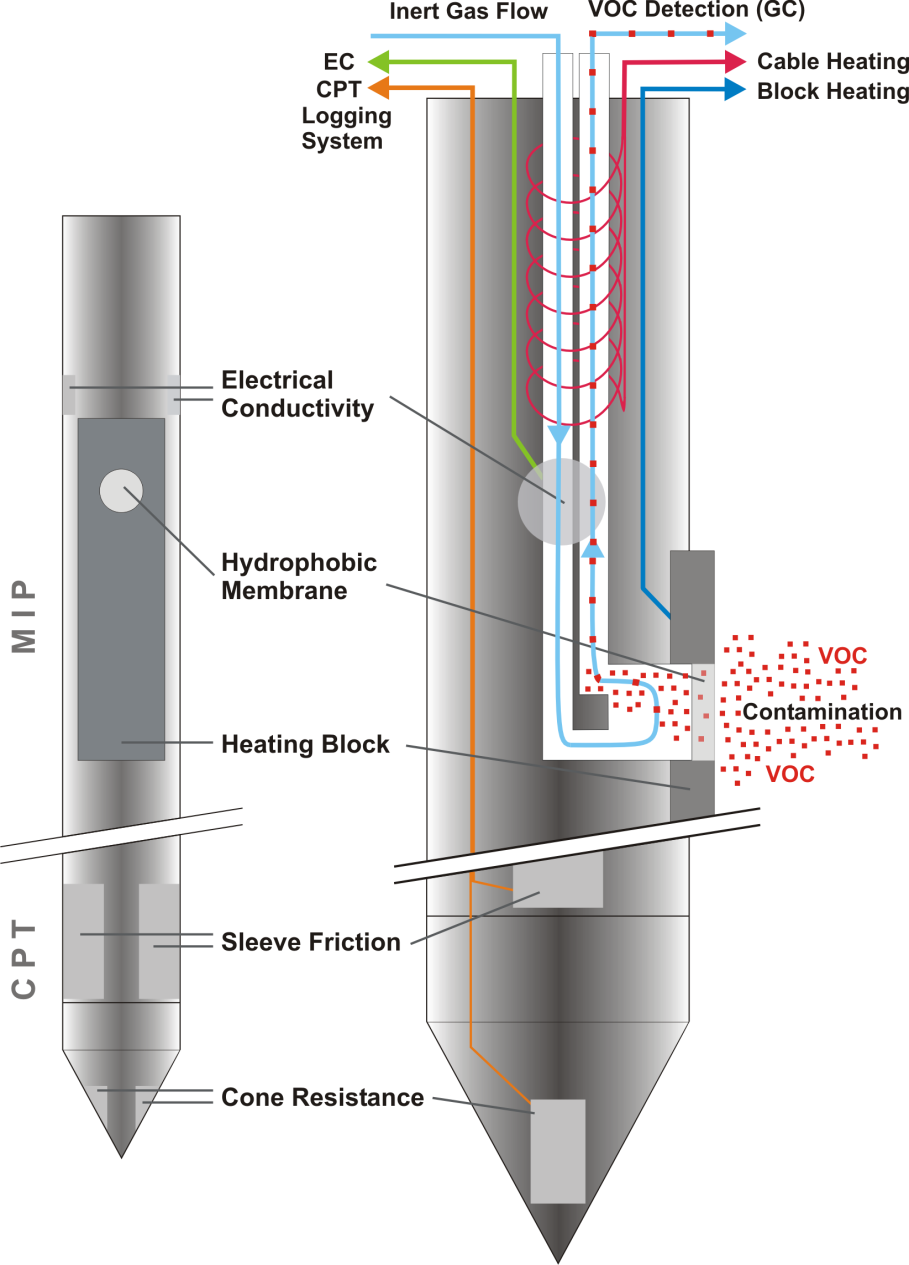 Inert Gas Flow
VOC Detection (GC)
EC
CPT
Logging
System
Cable Heating
Block Heating
Electrical
Conductivity
Hydrophobic
Membrane
MIP
VOC
Contamination
VOC
Heating Block
CPT
Sleeve Friction
Cone Resistance